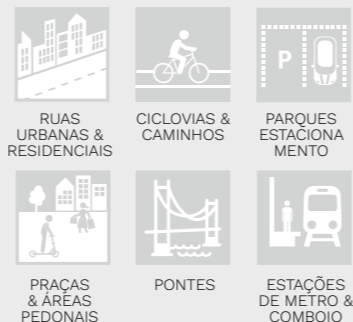 RUAS
URBANAS &
RESIDENCIAIS
CICLOVIAS &
CAMINHOS
P
PARQUES
ESTACIONA
MENTO
PRAÇAS
& ÁREAS
PEDONAIS
PONTES
ESTAÇÕES
DE METRO &
COMBOIO